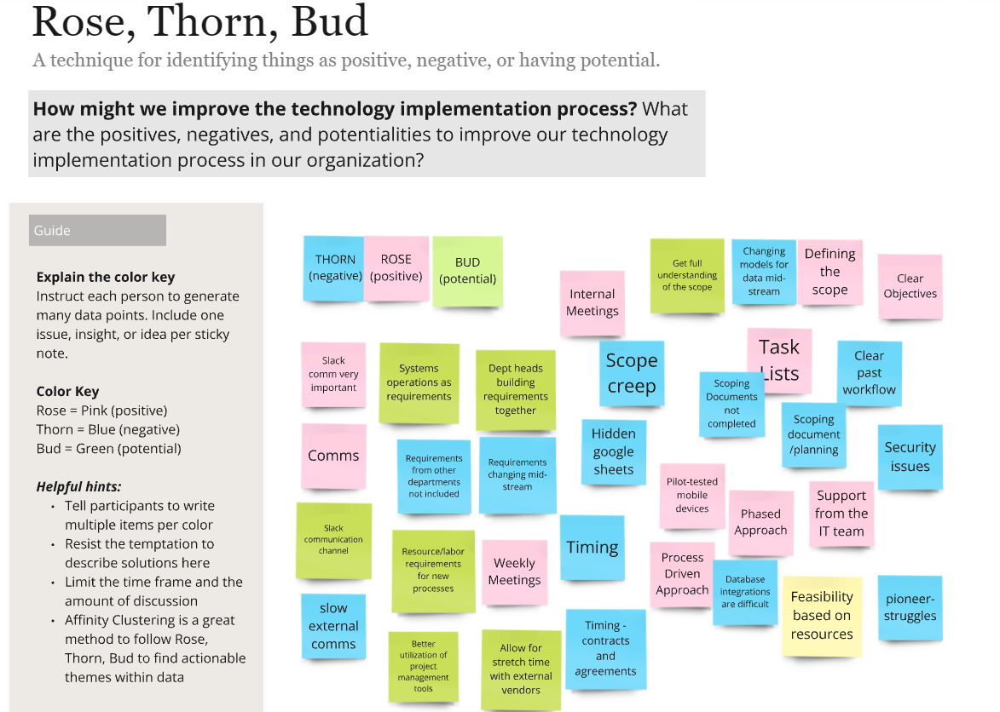 Rose, Thorn, Bud
A technique for identifying things as positive, negative, or having potential.
How might we improve the technology implementation process? What
are the positives, negatives, and potentialities to improve our technology
implementation process in our organization?
Guide
Explain the color key
Instruct each person to generate
many data points. Include one
issue, insight, or idea per sticky
note.
Color Key
Rose = Pink (positive)
Thorn = Blue (negative)
Bud = Green (potential)
Helpful hints:
• Tell participants to write
multiple items per color
• Resist the temptation to
describe solutions here
• Limit the time frame and the
amount of discussion
• Affinity Clustering is a great
method to follow Rose,
Thorn, Bud to find actionable
themes within data
THORN
(negative)
ROSE
(positive)
BUD
(potential)
Internal
Meetings
Get full
understanding
of the scope
Changing
models for
data mid-
stream
Defining
the
scope
Clear
Objectives
Slack
comm very
important
Systems
operations as
requirements
Dept heads
building
requirements
together
Scope
creep
Task
Lists
Scoping
Documents
not
completed
Clear
past
workflow
Comms
Requirements
from other
departments
not included
Requirements
changing mid-
stream
Hidden
google
sheets
Scoping
document
/planning
Security
issues
Pilot-tested
mobile
devices
Phased
Approach
Support
from the
IT team
Slack
communication
channel
Resource/labor
requirements
for new
processes
Weekly
Meetings
Timing
Process
Driven
Approach
Database
integrations
are difficult
Feasibility
based on
resources
pioneer-
struggles
slow
external
comms
Better
utilization of
project
management
tools
Allow for
stretch time
with external
vendors
Timing -
contracts
and
agreements